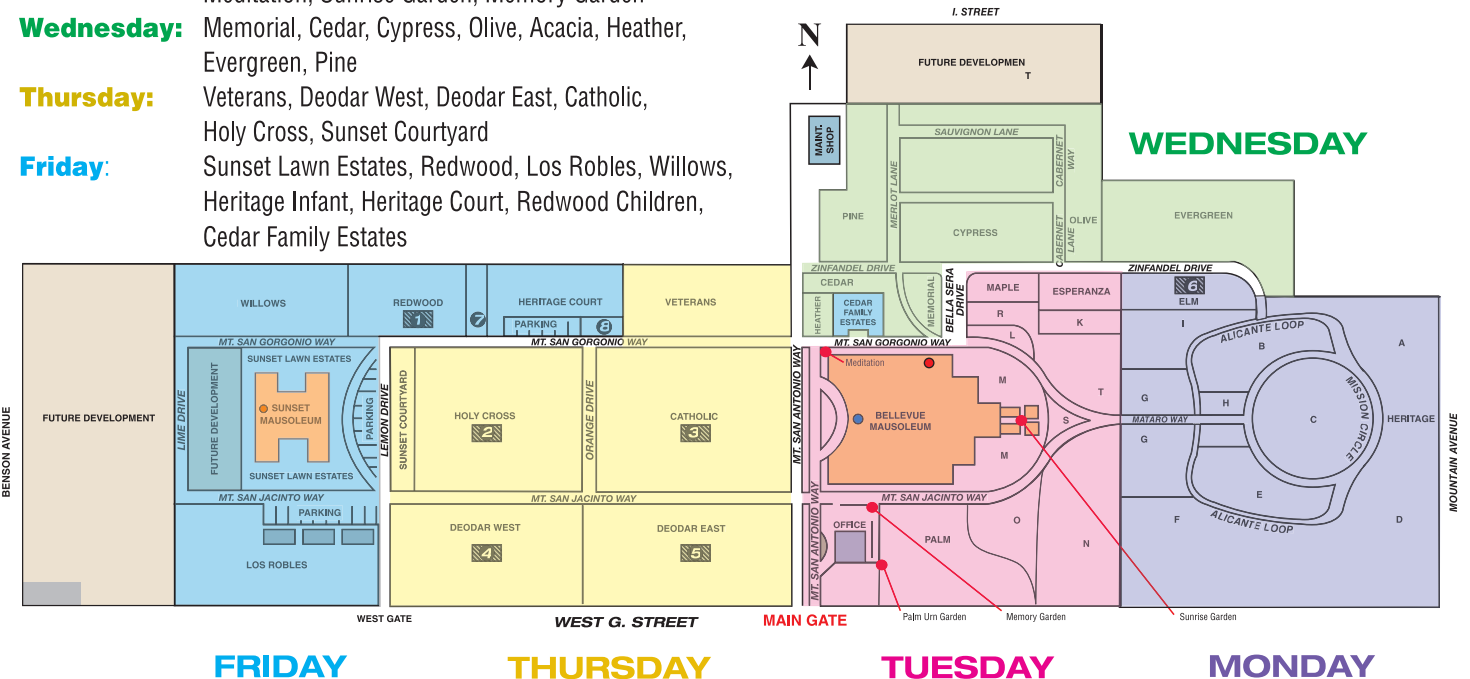 Meditation, Sunrise Garden, Memory Garden
Wednesday: Memorial, Cedar, Cypress, Olive, Acacia, Heather,
Evergreen, Pine
Thursday: Veterans, Deodar West, Deodar East, Catholic,
Holy Cross, Sunset Courtyard
Friday: Sunset Lawn Estates, Redwood, Los Robles, Willows,
Heritage Infant, Heritage Court, Redwood Children,
Cedar Family Estates
I. STREET
N
FUTURE DEVELOPMEN
T
MAINT.
SHOP
SAUVIGNON LANE
CABERNET
WAY
MERLOT LANE
WEDNESDAY
PINE
CYPRESS
CABERNET
LANE
OLIVE
EVERGREEN
ZINFANDEL DRIVE
ZINFANDEL DRIVE
CEDAR
HEATHER
CEDAR
FAMILY
ESTATES
MEMORIAL
BELLA SERA
DRIVE
MAPLE
ESPERANZA
6
ELM
R
K
L
I
ALICANTE LOOP
B
A
WILLOWS
REDWOOD
1
7
HERITAGE COURT
PARKING
8
VETERANS
MT. SAN GORGONIO WAY
MT. SAN GORGONIO WAY
MT. SAN GORGONIO WAY
BENSON AVENUE
FUTURE DEVELOPMENT
LIME DRIVE
FUTURE DEVELOPMENT
SUNSET LAWN ESTATES
SUNSET
MAUSOLEUM
SUNSET LAWN ESTATES
PARKING
LEMON DRIVE
SUNSET COURTYARD
HOLY CROSS
2
ORANGE DRIVE
CATHOLIC
3
MT. SAN ANTONIO WAY
Meditation
BELLEVUE
MAUSOLEUM
M
M
S
T
G
H
MATARO WAY
G
C
MISSION CIRCLE
HERITAGE
MOUNTAIN AVENUE
MT. SAN JACINTO WAY
MT. SAN JACINTO WAY
MT. SAN JACINTO WAY
PARKING
LOS ROBLES
DEODAR WEST
4
DEODAR EAST
5
MT. SAN ANTONIO WAY
OFFICE
PALM
O
N
F
E
ALICANTE LOOP
D
WEST GATE
WEST G. STREET
MAIN GATE
Palm Urn Garden
Memory Garden
Sunrise Garden
FRIDAY
THURSDAY
TUESDAY
MONDAY